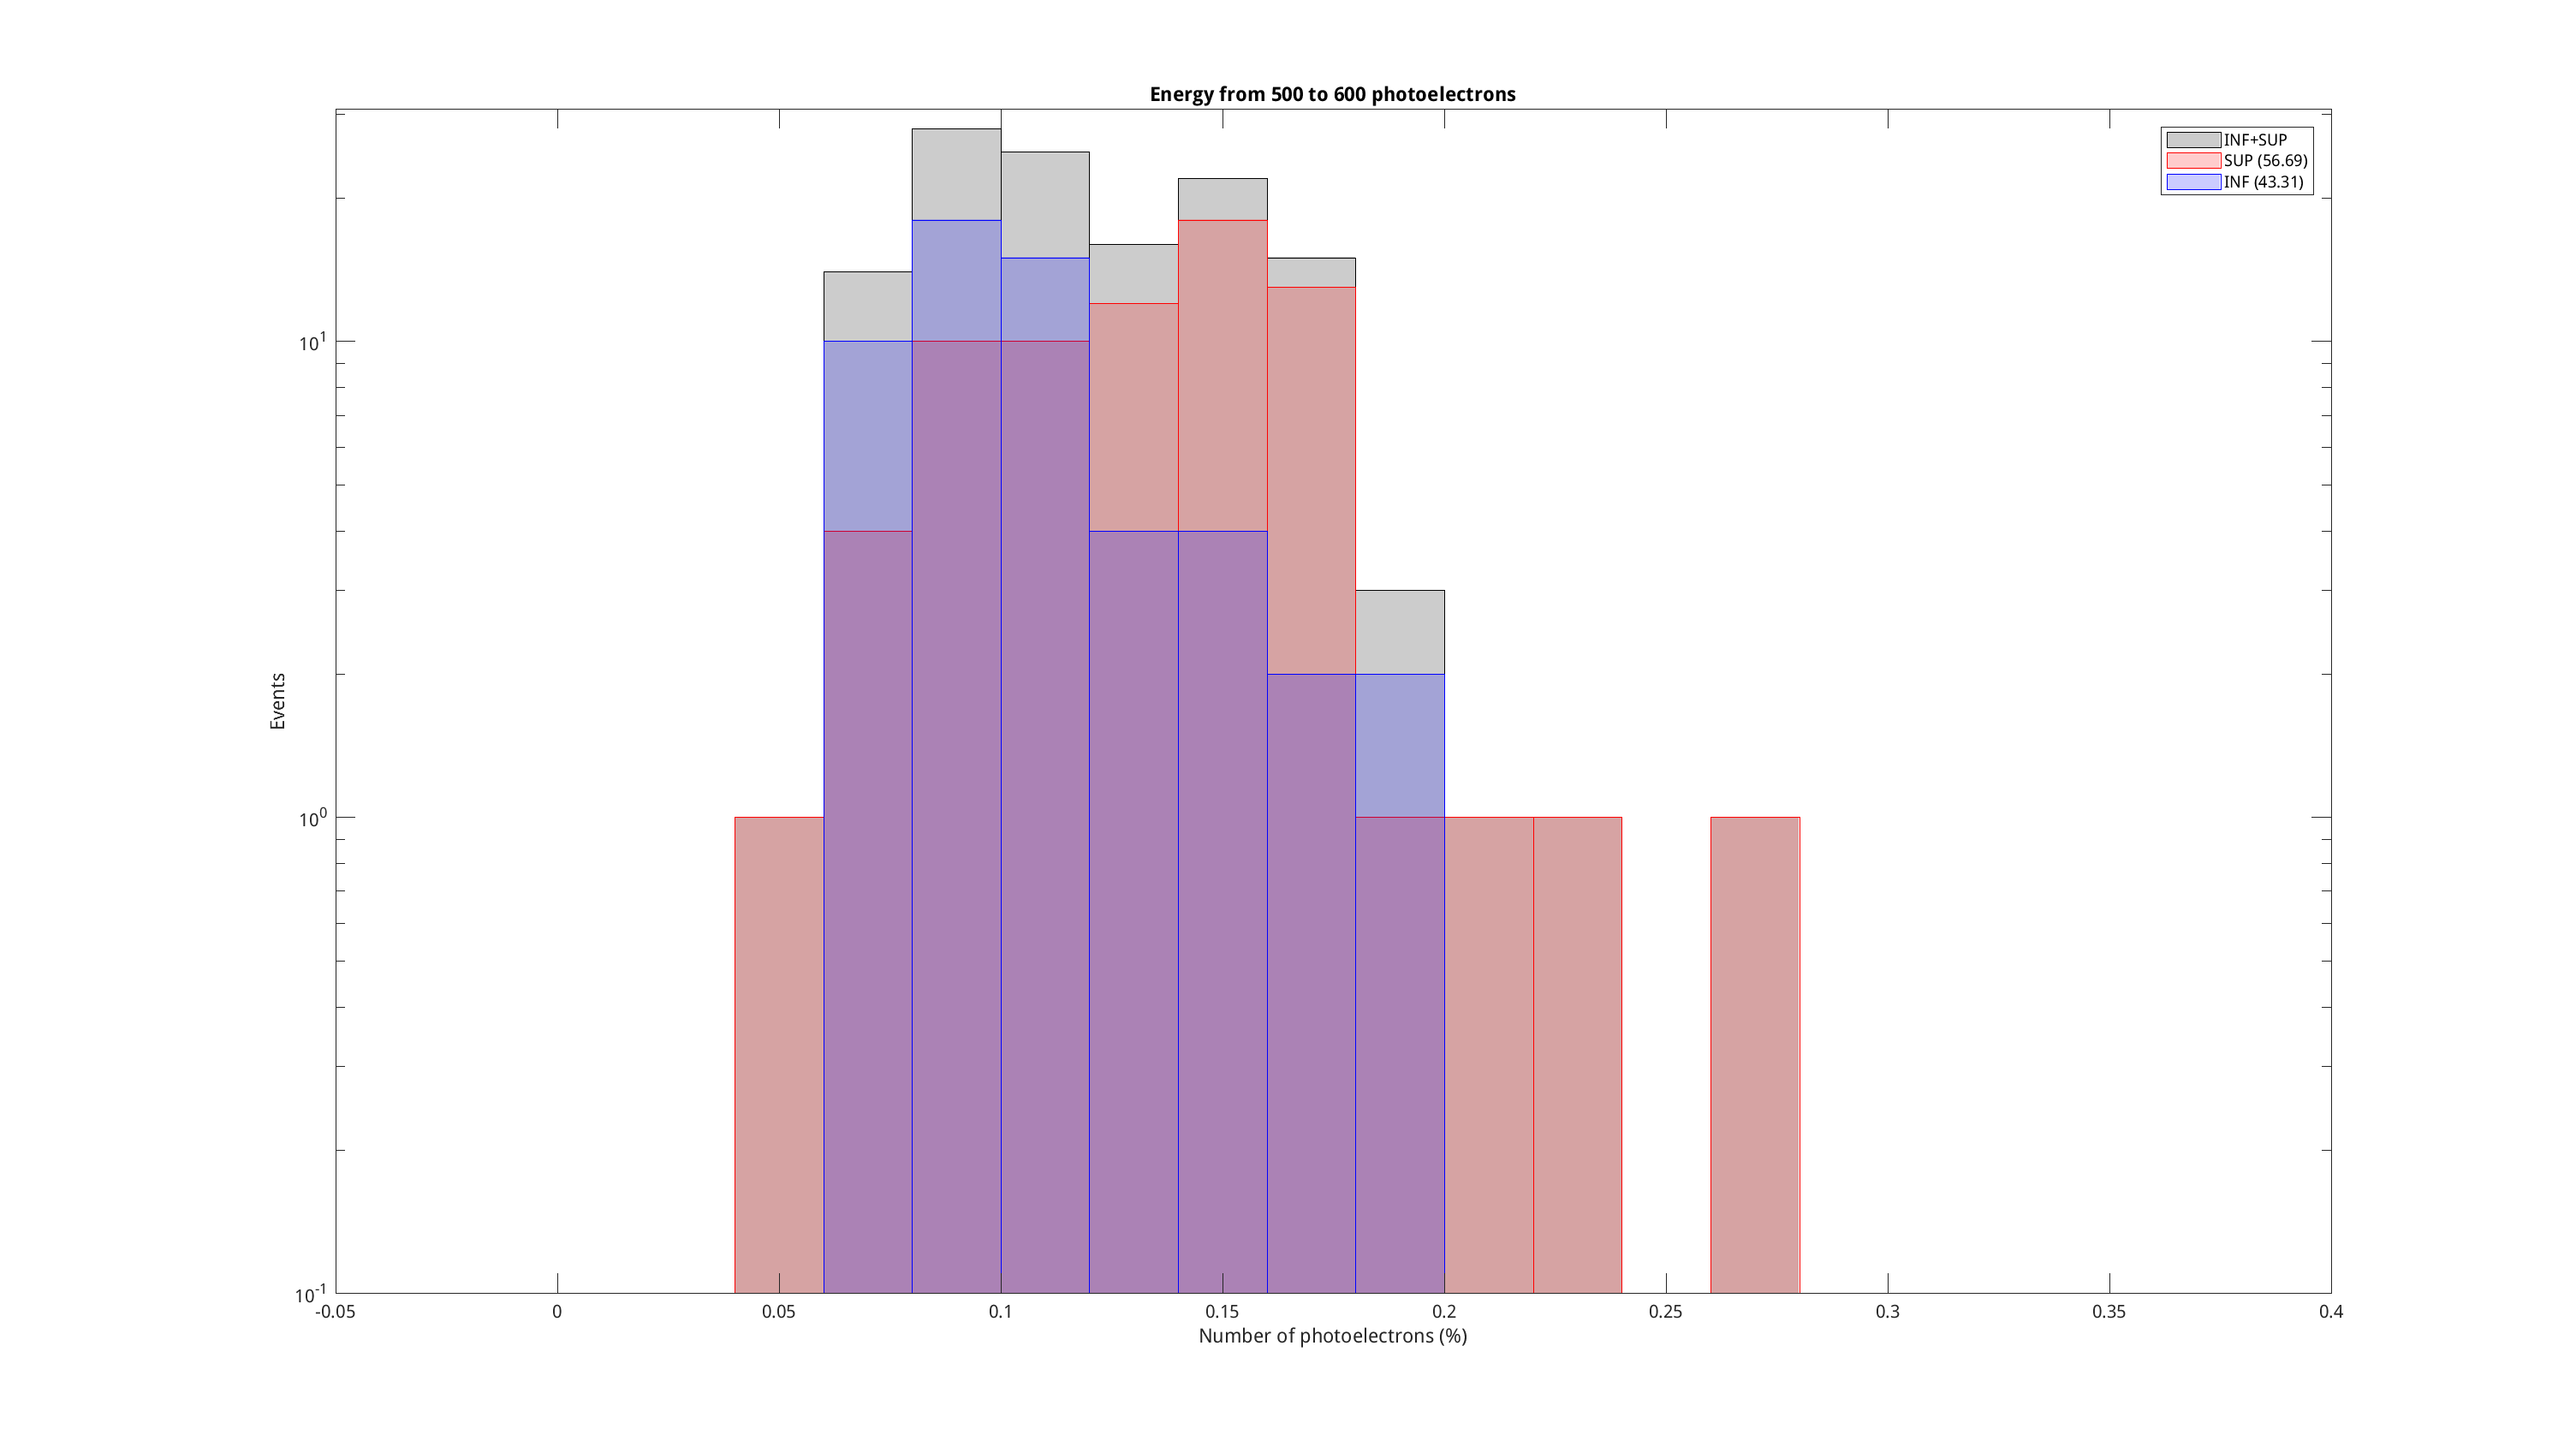 Energy from 500 to 600 photoelectrons
INF+SUP
SUP (56.69)
INF (43.31)
10^1
10^0
10^-1
Events
-0.05 0 0.05 0.1 0.15 0.2 0.25 0.3 0.35 0.4
Number of photoelectrons (%)